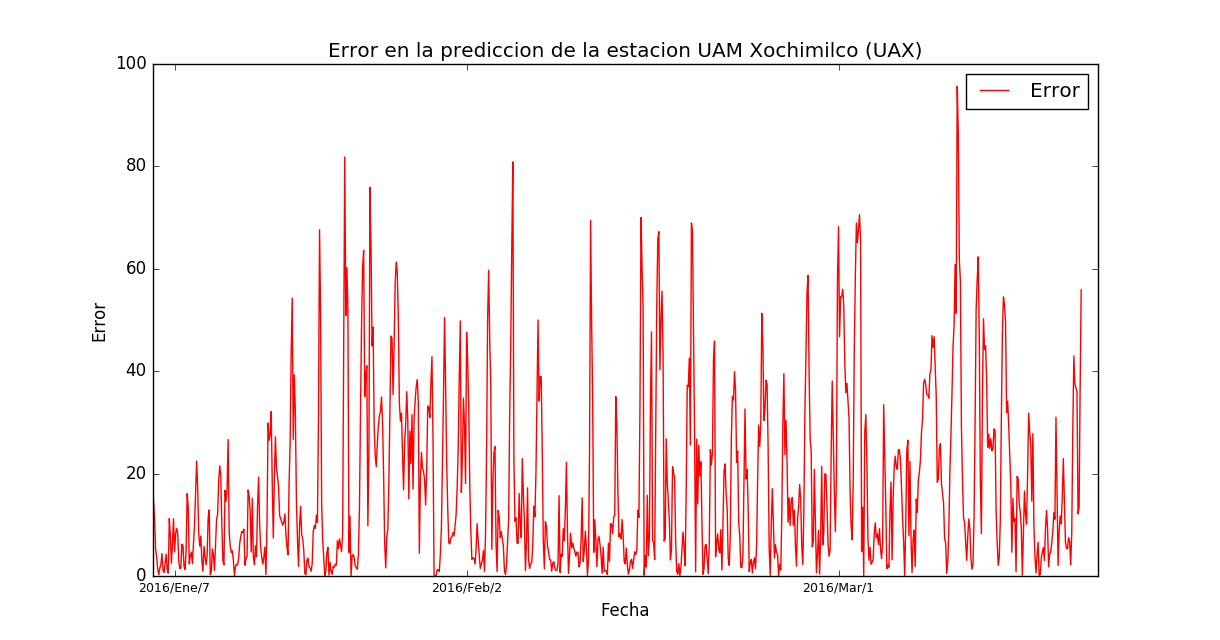 Error en la prediccion de la estacion UAM Xochimilco (UAX)
100
80
60
40
20
0
Error
Error
2016/Ene/7
2016/Feb/2
2016/Mar/1
Fecha